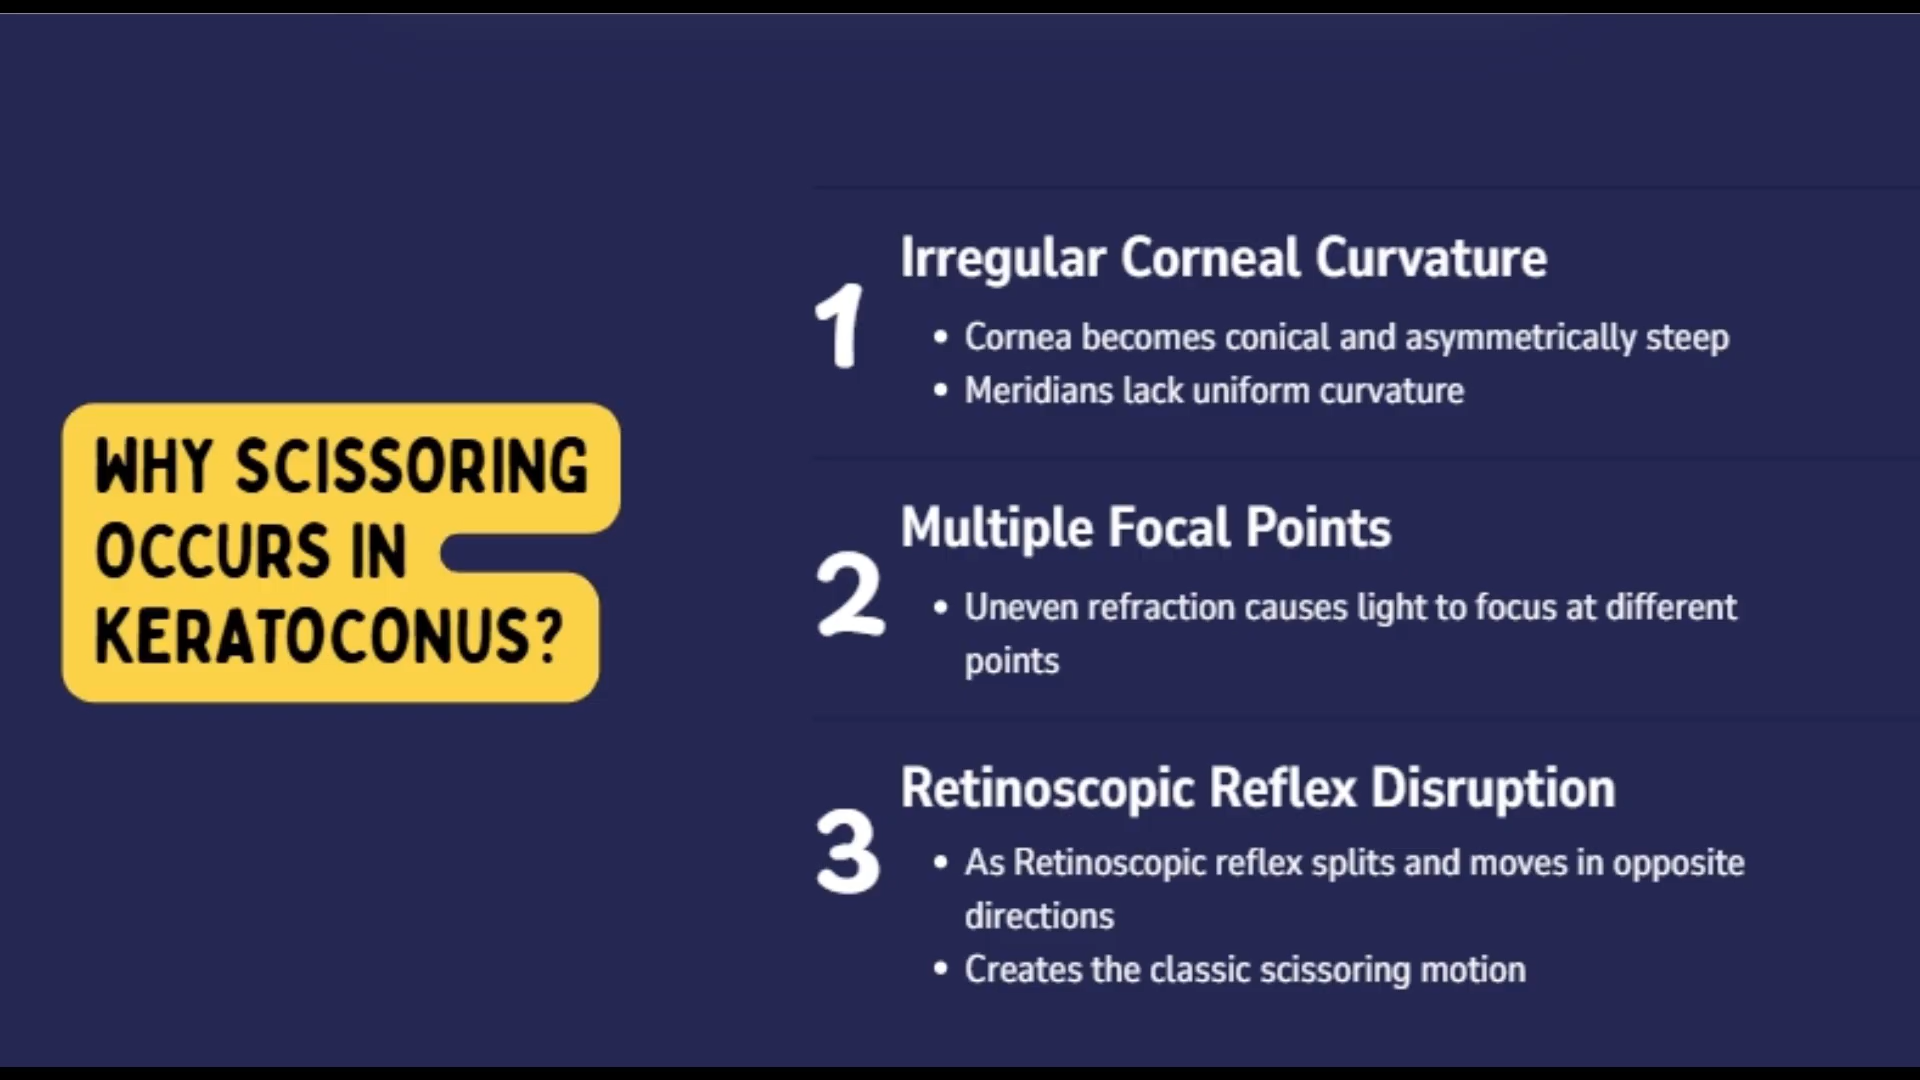 WHY SCISSORING
OCCURS IN
KERATOCONUS?
1
Irregular Corneal Curvature
• Cornea becomes conical and asymmetrically steep
• Meridians lack uniform curvature
2
Multiple Focal Points
• Uneven refraction causes light to focus at different
points
3
Retinoscopic Reflex Disruption
• As Retinoscopic reflex splits and moves in opposite
directions
• Creates the classic scissoring motion